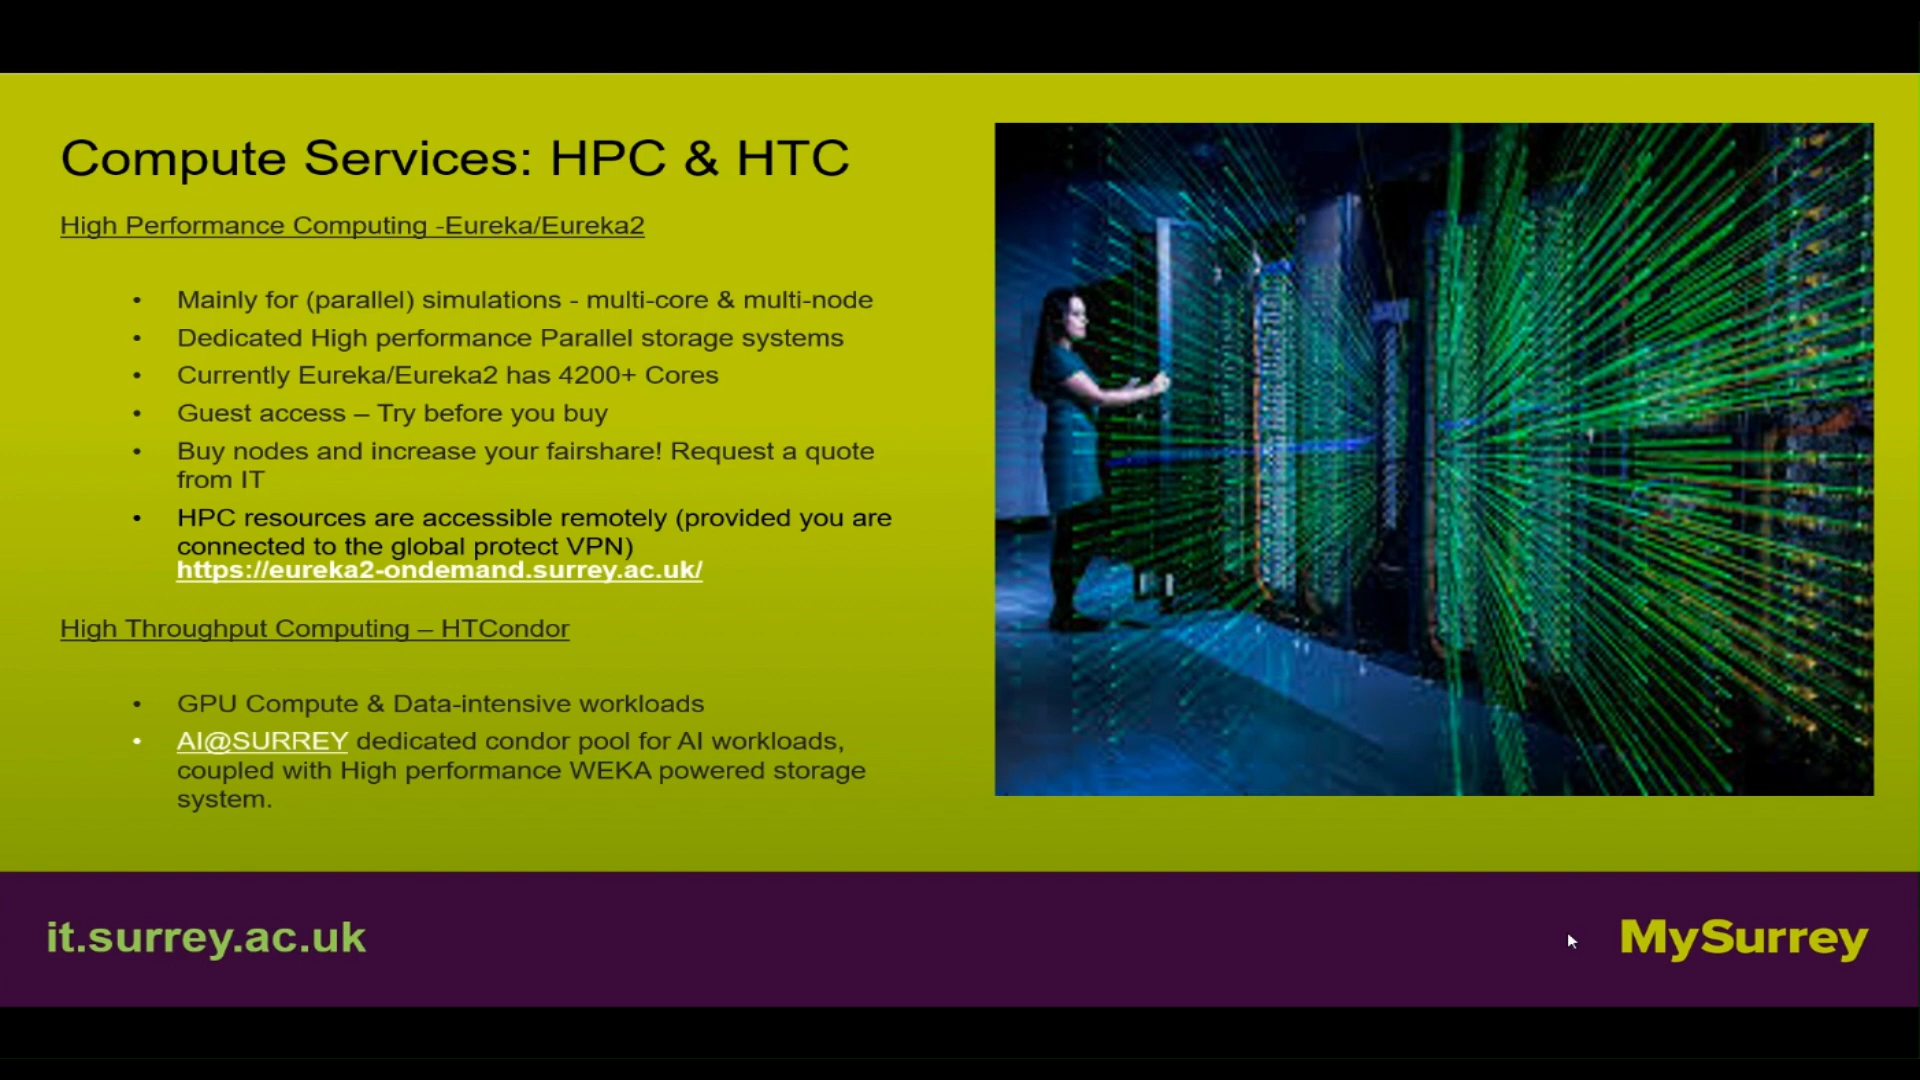 Compute Services: HPC & HTC
High Performance Computing -Eureka/Eureka2
• Mainly for (parallel) simulations - multi-core & multi-node
• Dedicated High performance Parallel storage systems
• Currently Eureka/Eureka2 has 4200+ Cores
• Guest access – Try before you buy
• Buy nodes and increase your fairshare! Request a quote
from IT
• HPC resources are accessible remotely (provided you are
connected to the global protect VPN)
https://eureka2-ondemand.surrey.ac.uk/
High Throughput Computing – HTCondor
• GPU Compute & Data-intensive workloads
• AI@SURREY dedicated condor pool for AI workloads,
coupled with High performance WEKA powered storage
system.
it.surrey.ac.uk
MySurrey